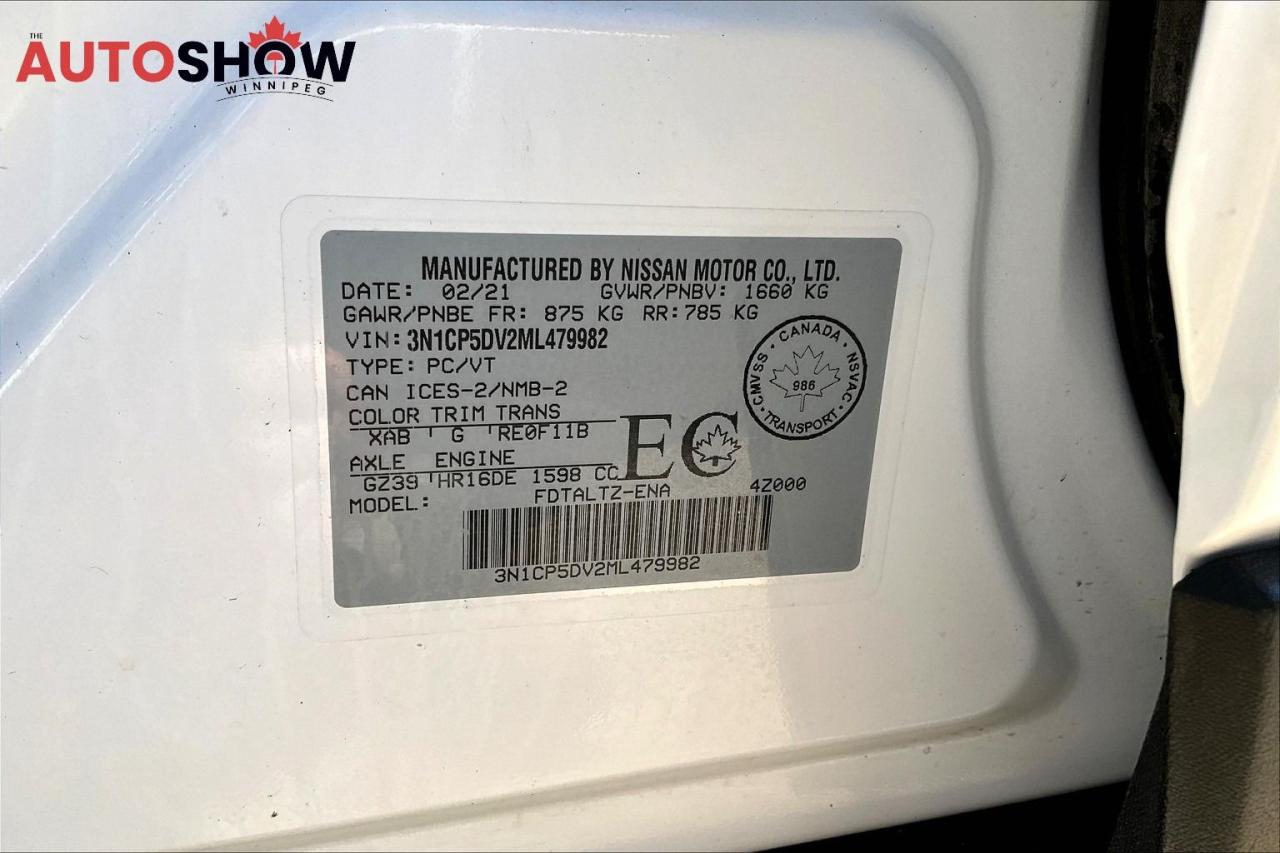 THE
AUTOSHOW
WINNIPEG
MANUFACTURED BY NISSAN MOTOR CO., LTD.
DATE: 02/21 GVWR/PNBV: 1660 KG
GAWR/PNBE FR: 875 KG RR: 785 KG
VIN: 3N1CP5DV2ML479982
TYPE: PC/VT
CAN ICES-2/NMB-2
COLOR TRIM TRANS
XAB G RE0F11B
AXLE ENGINE
GZ39 HR16DE 1598 CC
MODEL: FDTALTZ-ENA 4Z000
3N1CP5DV2ML479982
EC
CMVSS · CANADA · NSVAC · TRANSPORT ·
986